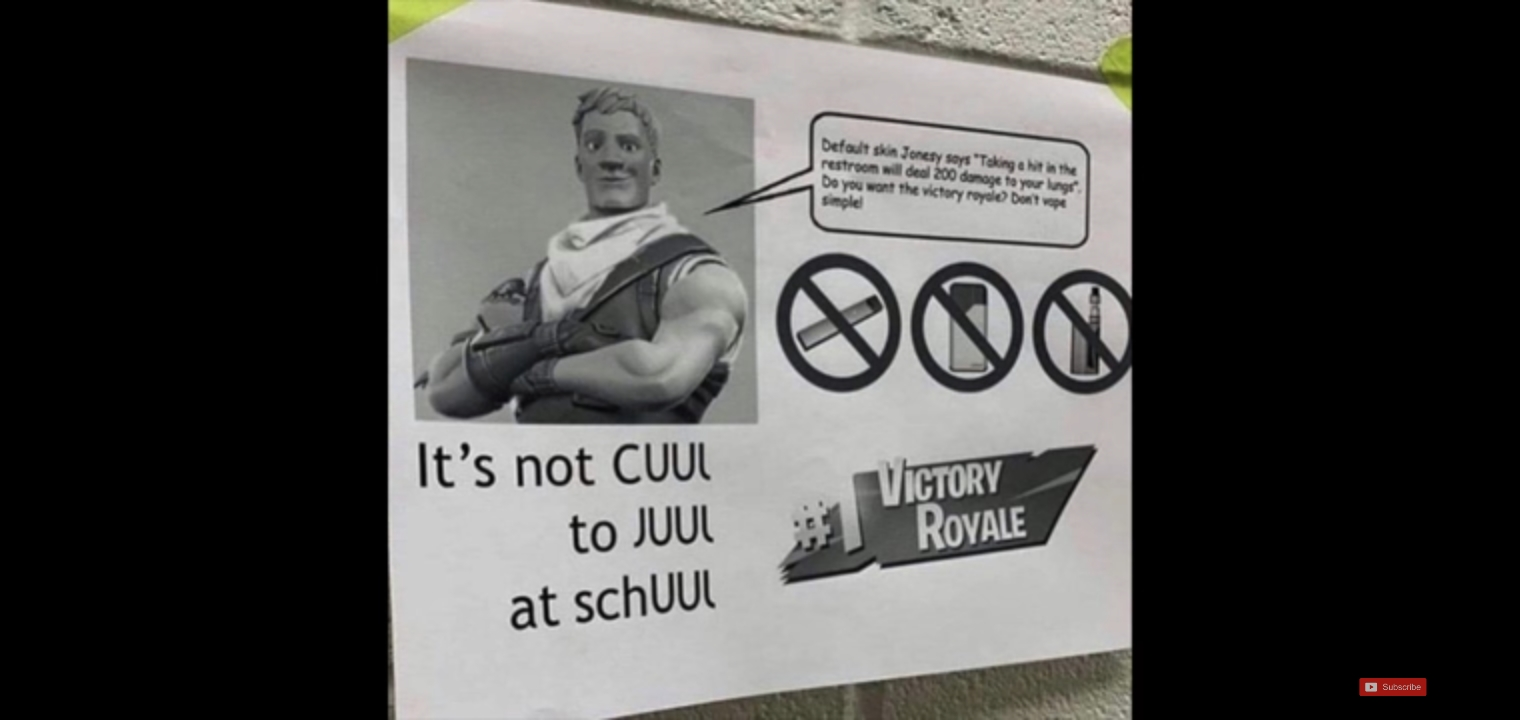 Default skin Jonesy says "Taking a hit in the
restroom will deal 200 damage to your lungs".
Do you want the victory royale? Don't vape
simple!
It's not CUUl
to JUUl
at schUUl
#1 VICTORY
ROYALE
Subscribe